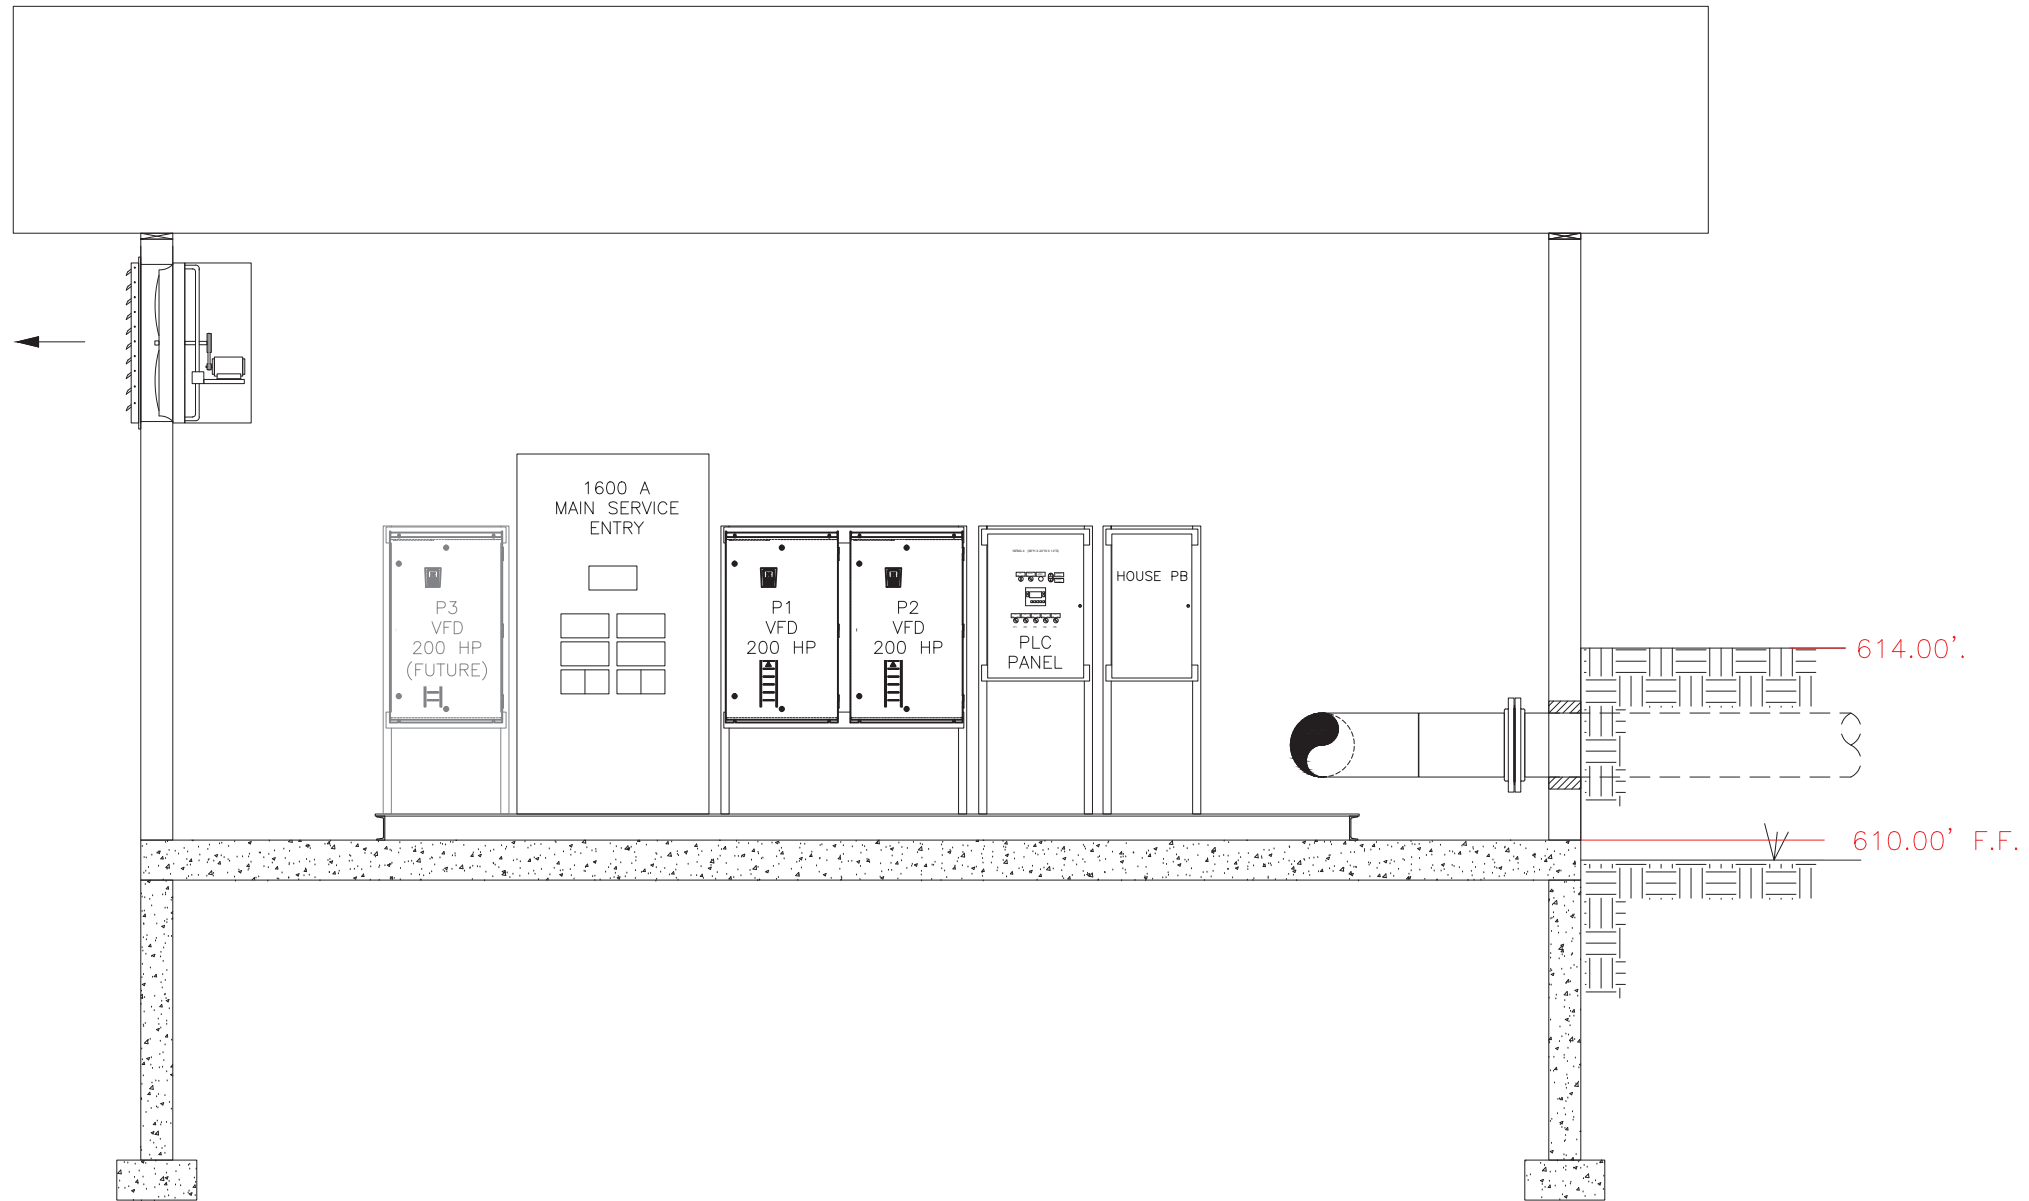 1600 A
MAIN SERVICE
ENTRY
P3
VFD
200 HP
(FUTURE)
P1
VFD
200 HP
P2
VFD
200 HP
PLC
PANEL
HOUSE PB
614.00'.
610.00' F.F.